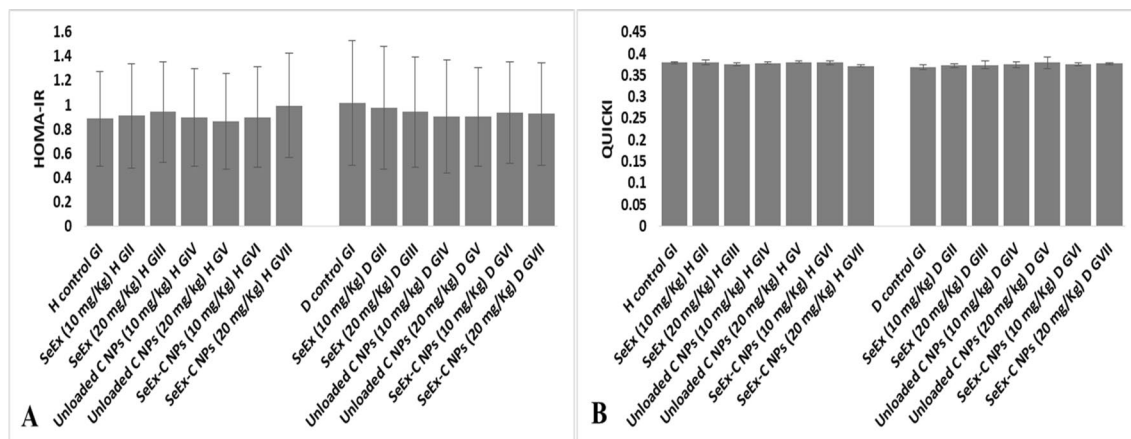 1.6
1.4
1.2
1
0.8
0.6
0.4
0.2
0
HOMA-IR
H control GI
SeEx (10 mg/Kg) H GII
SeEx (20 mg/kg) H GIII
Unloaded C NPs (10 mg/kg) H GIV
Unloaded C NPs (20 mg/kg) H GV
SeEx-C NPs (10 mg/Kg) H GVI
SeEx-C NPs (20 mg/Kg) H GVII
D control GI
SeEx (10 mg/Kg) D GII
SeEx (20 mg/kg) D GIII
Unloaded C NPs (10 mg/kg) D GIV
Unloaded C NPs (20 mg/kg) D GV
SeEx-C NPs (10 mg/Kg) D GVI
SeEx-C NPs (20 mg/Kg) D GVII
A
0.45
0.4
0.35
0.3
0.25
0.2
0.15
0.1
0.05
0
QUICKI
H control GI
SeEx (10 mg/Kg) H GII
SeEx (20 mg/kg) H GIII
Unloaded C NPs (10 mg/kg) H GIV
Unloaded C NPs (20 mg/kg) H GV
SeEx-C NPs (10 mg/Kg) H GVI
SeEx-C NPs (20 mg/Kg) H GVII
D control GI
SeEx (10 mg/Kg) D GII
SeEx (20 mg/Kg) D GIII
Unloaded C NPs (10 mg/Kg) D GIV
Unloaded C NPs (20 mg/Kg) D GV
SeEx-C NPs (10 mg/Kg) D GVI
SeEx-C NPs (20 mg/Kg) D GVII
B